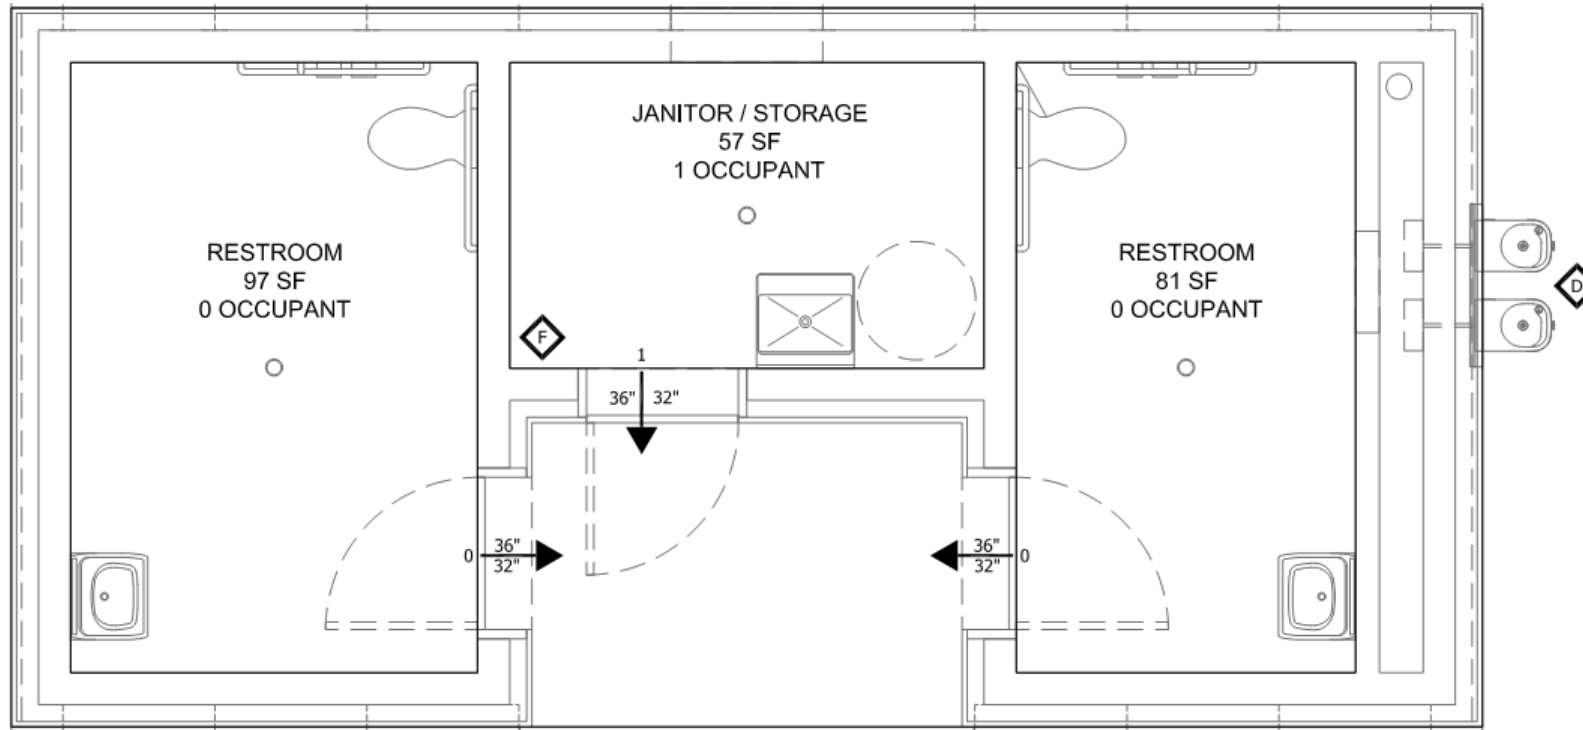 JANITOR / STORAGE
57 SF
1 OCCUPANT
RESTROOM
97 SF
0 OCCUPANT
RESTROOM
81 SF
0 OCCUPANT
D
F
1
36" 32"
0 36"
32"
36" 0
32"